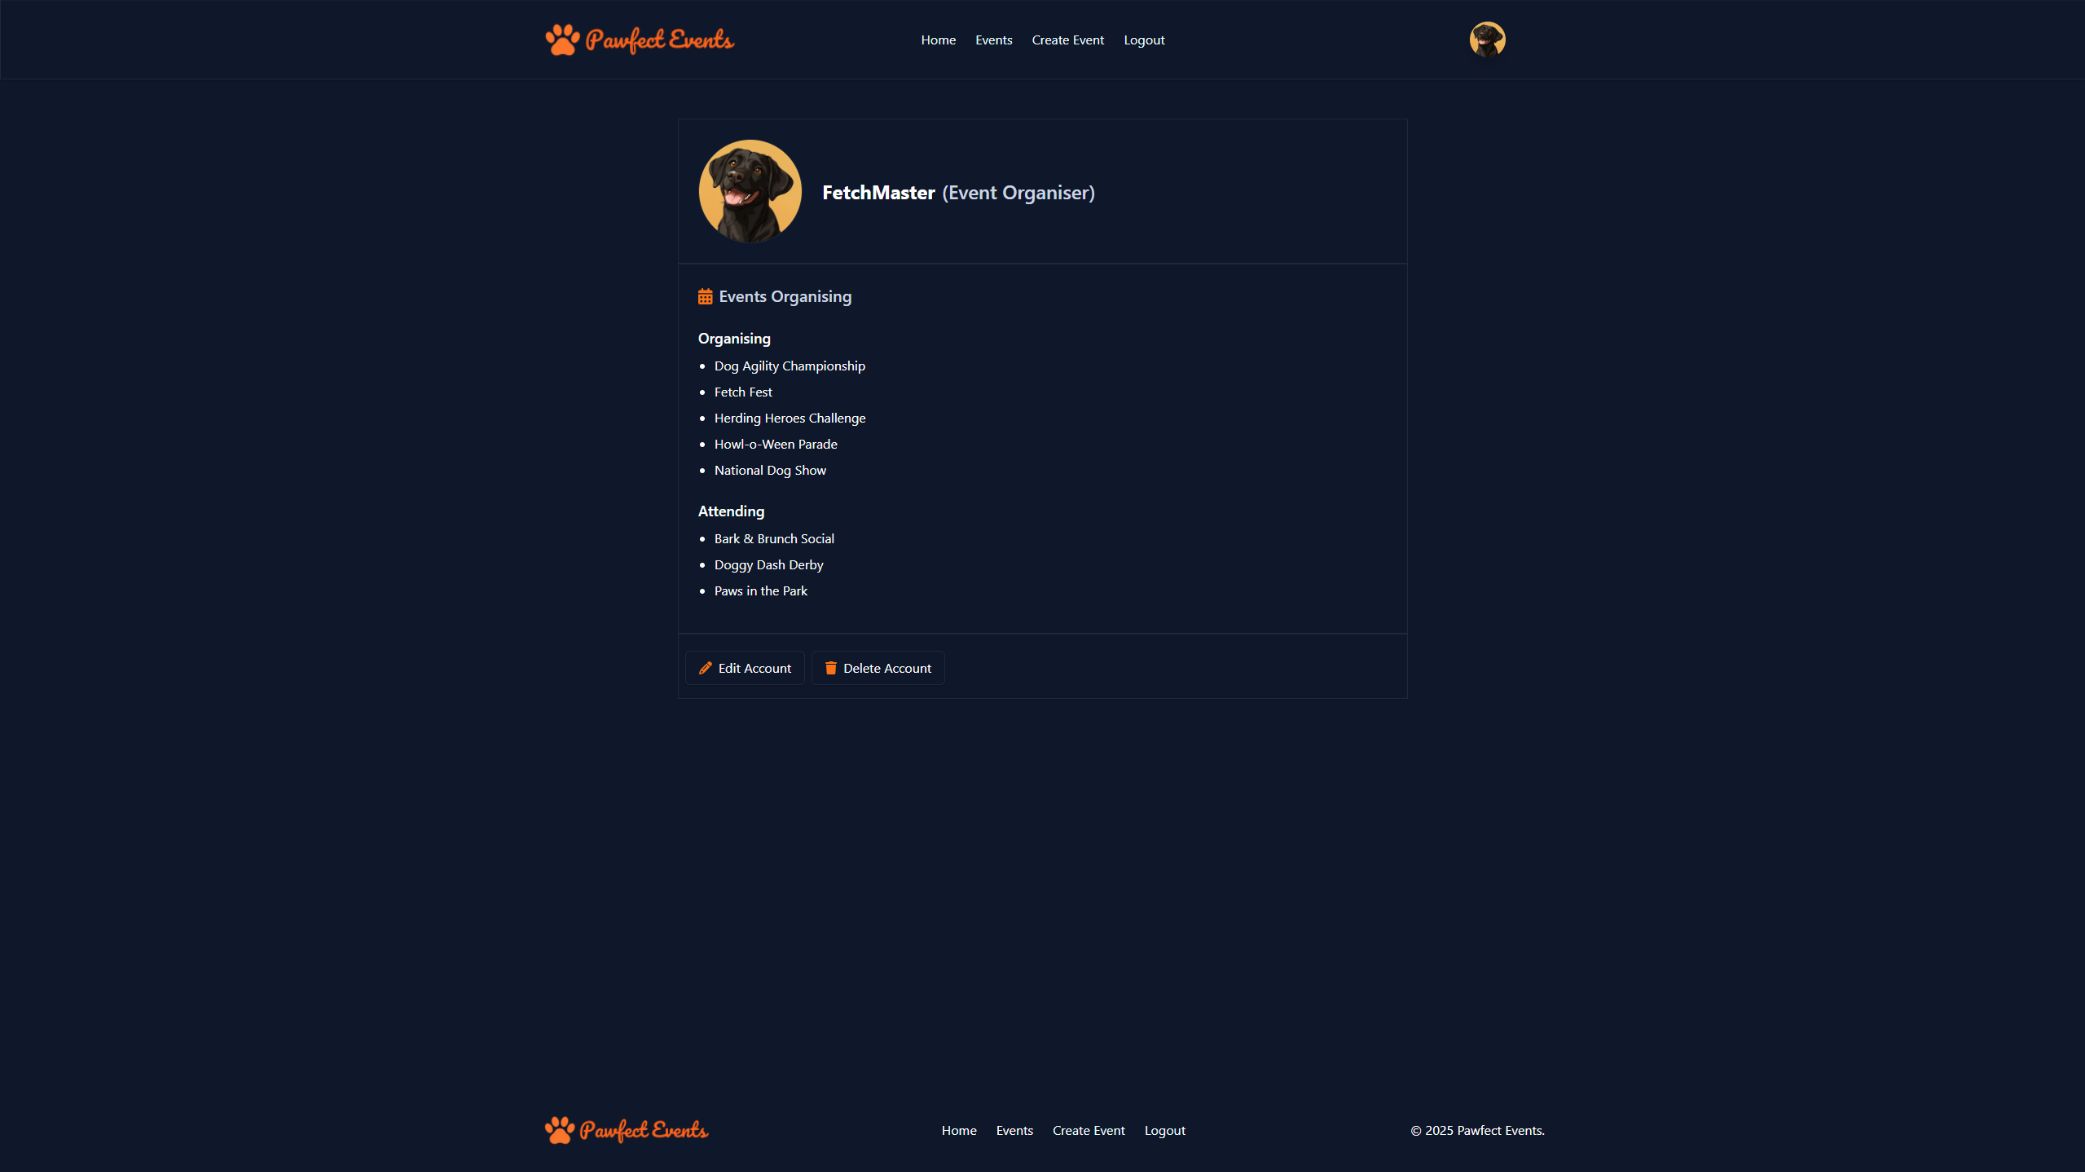 Pawfect Events
Home Events Create Event Logout
FetchMaster (Event Organiser)
Events Organising
Organising
Dog Agility Championship
Fetch Fest
Herding Heroes Challenge
Howl-o-Ween Parade
National Dog Show
Attending
Bark & Brunch Social
Doggy Dash Derby
Paws in the Park
Edit Account Delete Account
Pawfect Events
Home Events Create Event Logout
© 2025 Pawfect Events.